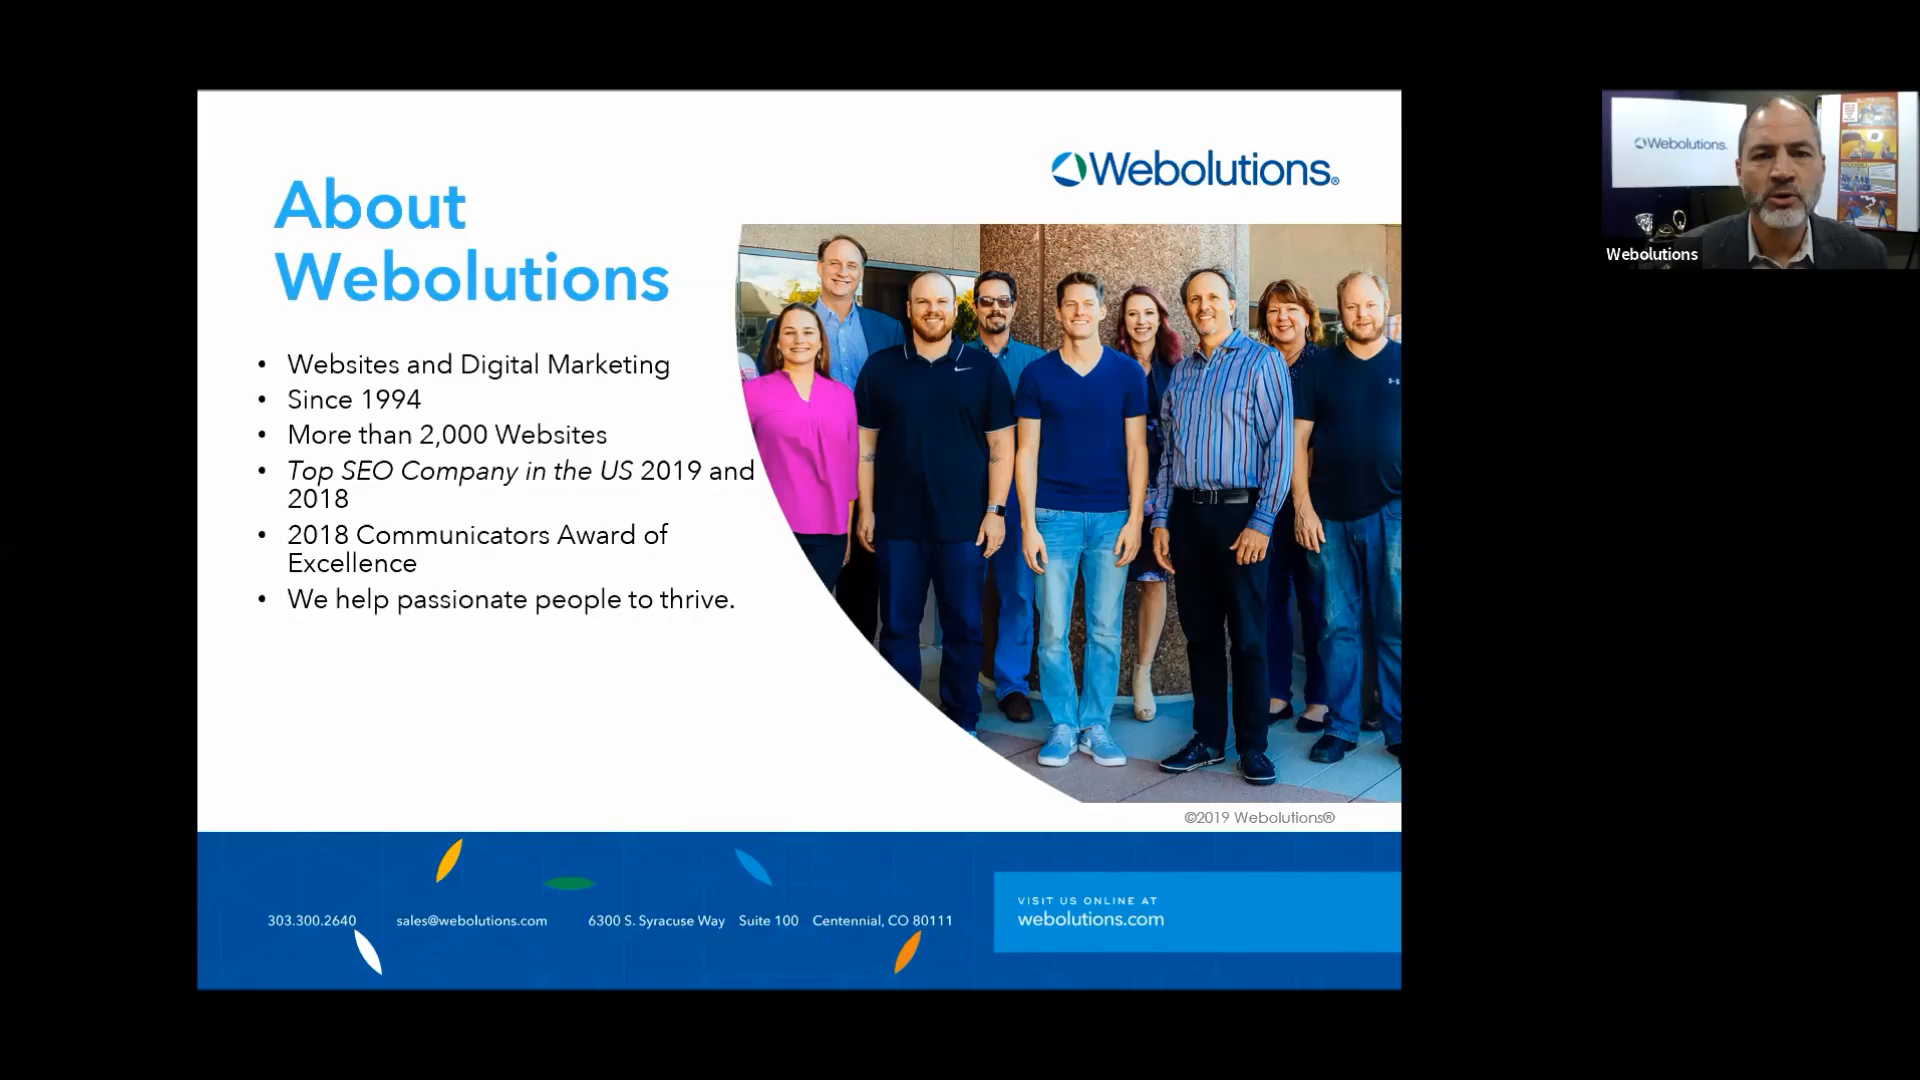 Webolutions®
About
Webolutions
• Websites and Digital Marketing
• Since 1994
• More than 2,000 Websites
• Top SEO Company in the US 2019 and
2018
• 2018 Communicators Award of
Excellence
• We help passionate people to thrive.
©2019 Webolutions®
303.300.2640 sales@webolutions.com 6300 S. Syracuse Way Suite 100 Centennial, CO 80111
VISIT US ONLINE AT
webolutions.com
Webolutions.
Webolutions